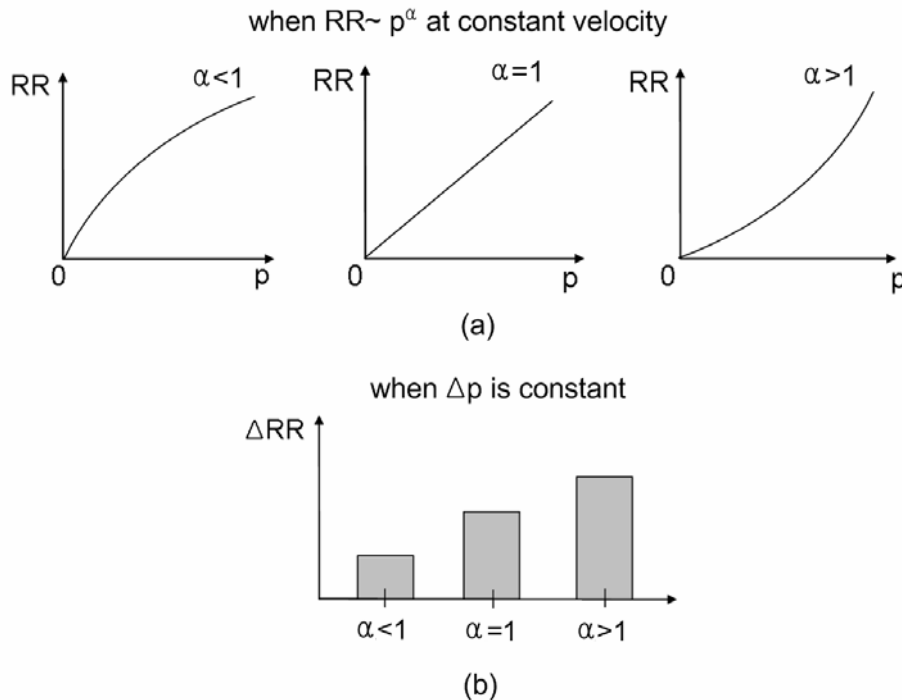 when RR~ p^α at constant velocity
RR α<1 0 p
RR α=1 0 p
RR α>1 0 p
(a)
when Δp is constant
ΔRR
α<1 α=1 α>1
(b)